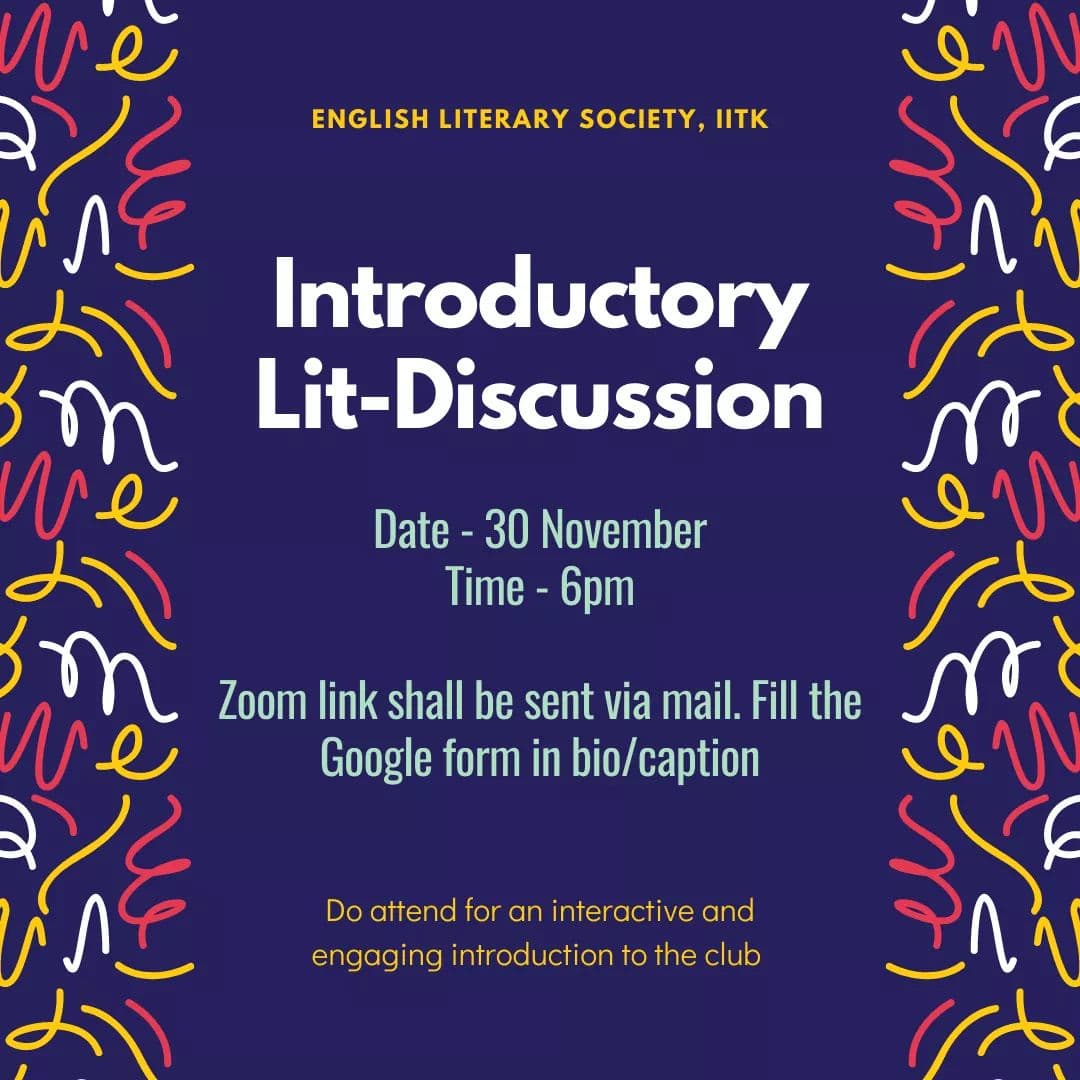 ENGLISH LITERARY SOCIETY, IITK
Introductory
Lit-Discussion
Date - 30 November
Time - 6pm
Zoom link shall be sent via mail. Fill the
Google form in bio/caption
Do attend for an interactive and
engaging introduction to the club